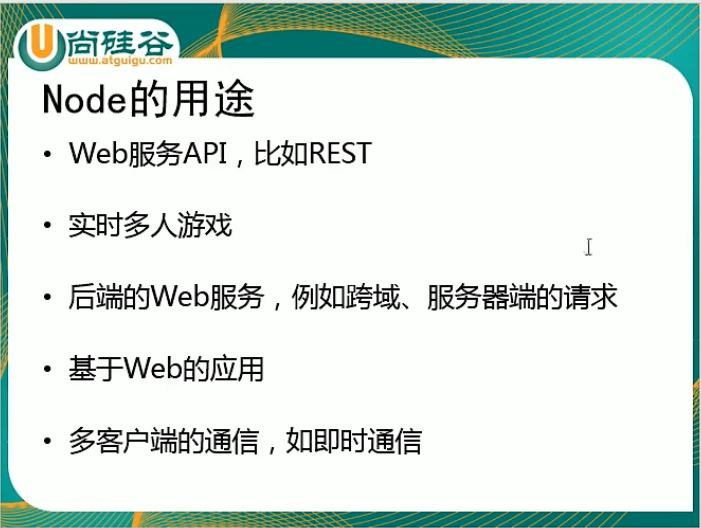 尚硅谷
www.atguigu.com
Node的用途
• Web服务API，比如REST
• 实时多人游戏
• 后端的Web服务，例如跨域、服务器端的请求
• 基于Web的应用
• 多客户端的通信，如即时通信